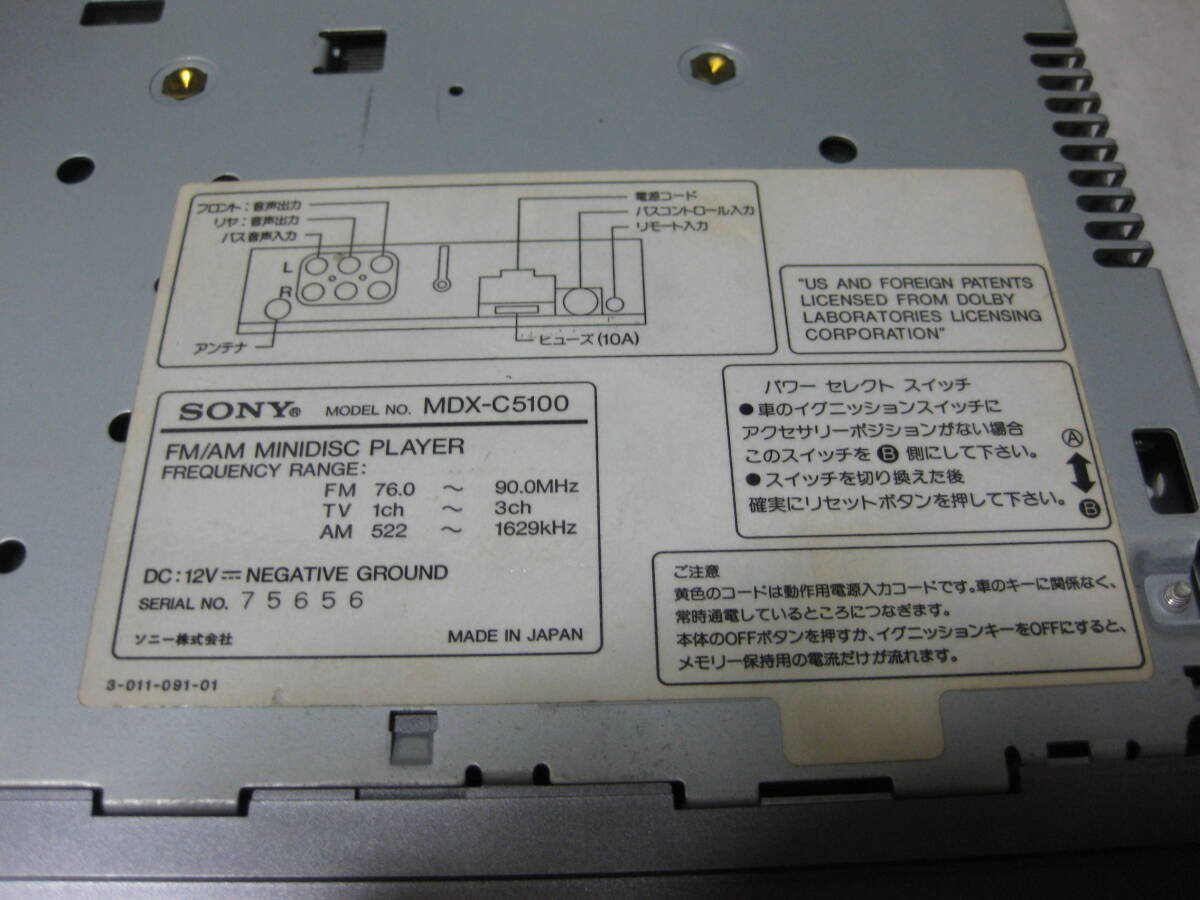 フロント：音声出力
リヤ：音声出力
バス音声入力
L
R
アンテナ
電源コード
バスコントロール入力
リモート入力
ヒューズ(10A)
"US AND FOREIGN PATENTS
LICENSED FROM DOLBY
LABORATORIES LICENSING
CORPORATION"
SONY® MODEL NO. MDX-C5100
FM/AM MINIDISC PLAYER
FREQUENCY RANGE:
FM 76.0 ～ 90.0MHz
TV 1ch ～ 3ch
AM 522 ～ 1629kHz
DC:12V⎓NEGATIVE GROUND
SERIAL NO. 75656
ソニー株式会社 MADE IN JAPAN
3-011-091-01
パワー セレクト スイッチ
●車のイグニッションスイッチに
アクセサリーポジションがない場合
このスイッチを Ⓑ 側にして下さい。
●スイッチを切り換えた後
確実にリセットボタンを押して下さい。
Ⓐ
Ⓑ
ご注意
黄色のコードは動作用電源入力コードです。車のキーに関係なく、
常時通電しているところにつなぎます。
本体のOFFボタンを押すか、イグニッションキーをOFFにすると、
メモリー保持用の電流だけが流れます。